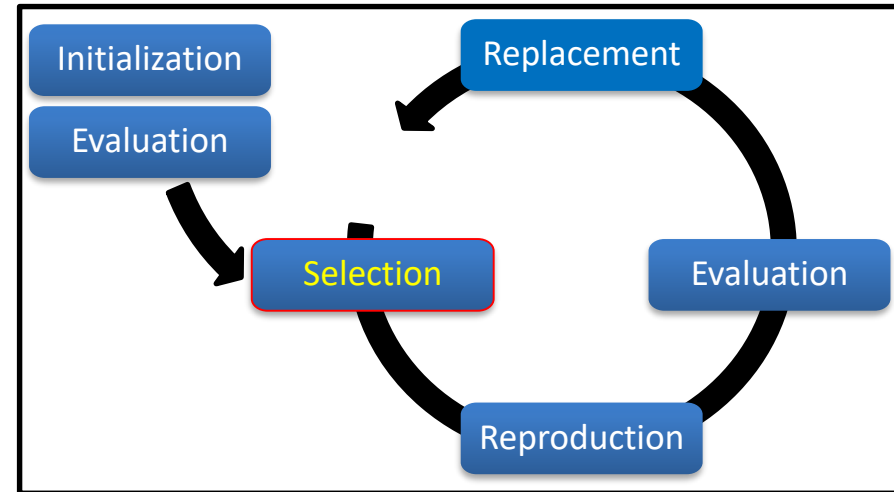 Initialization
Evaluation
Replacement
Selection
Evaluation
Reproduction